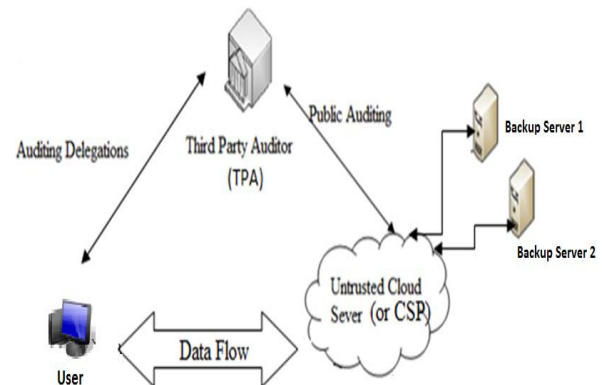 Public Auditing
Auditing Delegations
Third Party Auditor
(TPA)
Backup Server 1
Backup Server 2
Untrusted Cloud
Sever (or CSP)
Data Flow
User